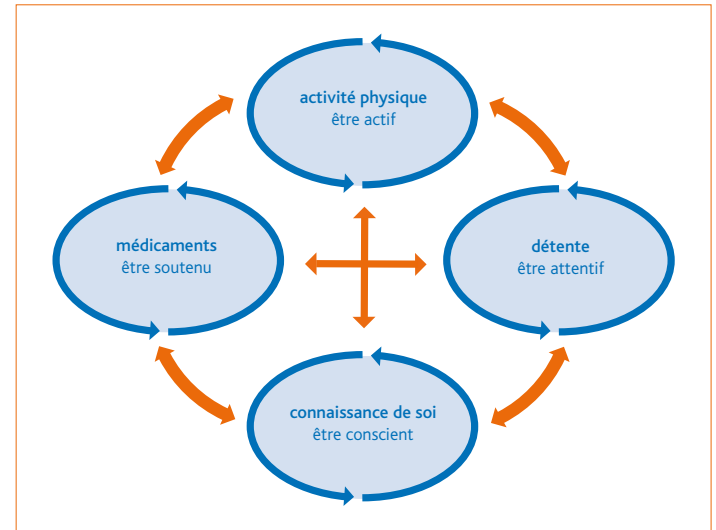 activité physique
être actif
médicaments
être soutenu
détente
être attentif
connaissance de soi
être conscient